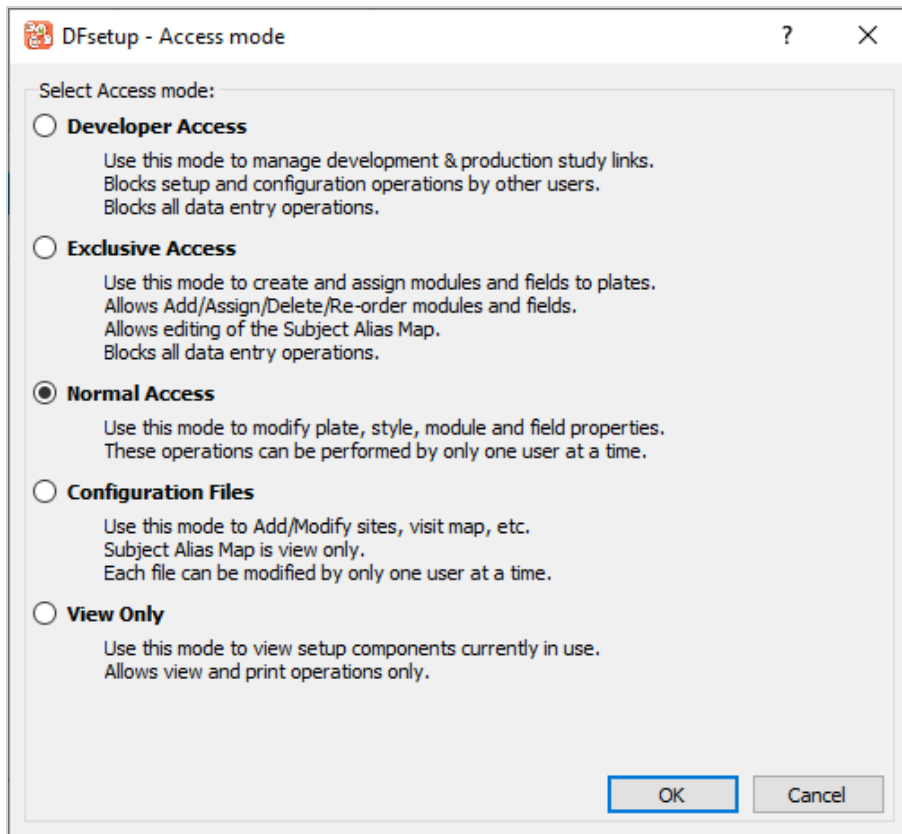 DFsetup - Access mode
Select Access mode:
Developer Access
Use this mode to manage development & production study links.
Blocks setup and configuration operations by other users.
Blocks all data entry operations.
Exclusive Access
Use this mode to create and assign modules and fields to plates.
Allows Add/Assign/Delete/Re-order modules and fields.
Allows editing of the Subject Alias Map.
Blocks all data entry operations.
Normal Access
Use this mode to modify plate, style, module and field properties.
These operations can be performed by only one user at a time.
Configuration Files
Use this mode to Add/Modify sites, visit map, etc.
Subject Alias Map is view only.
Each file can be modified by only one user at a time.
View Only
Use this mode to view setup components currently in use.
Allows view and print operations only.
OK Cancel